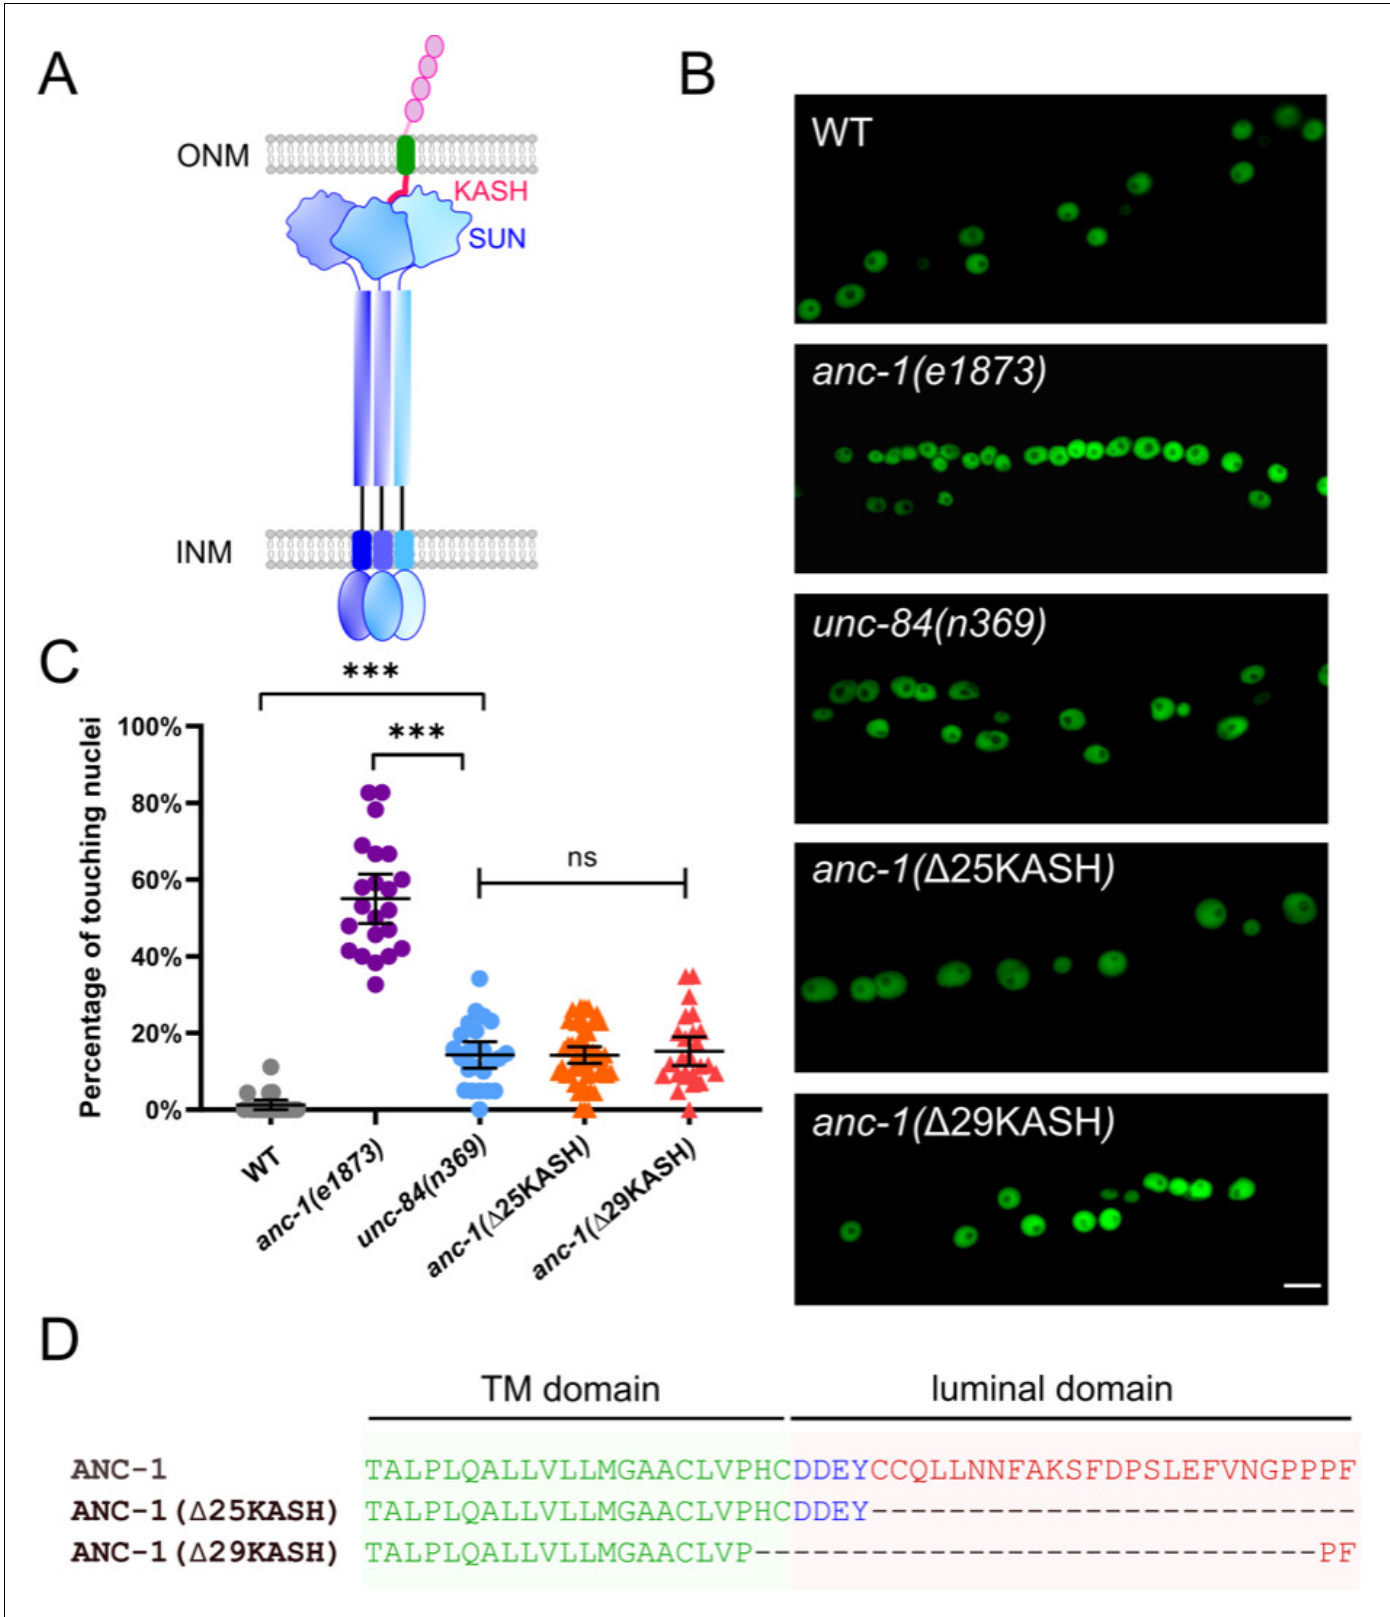 A
ONM
KASH
SUN
INM
B
WT
anc-1(e1873)
unc-84(n369)
anc-1(Δ25KASH)
anc-1(Δ29KASH)
C
***
***
ns
Percentage of touching nuclei
100%
80%
60%
40%
20%
0%
WT
anc-1(e1873)
unc-84(n369)
anc-1(Δ25KASH)
anc-1(Δ29KASH)
D
TM domain luminal domain
ANC-1 TALPLQALLVLLMGAACLVPHCDDEYCCQLLNNFAKSFDPSLEFVNGPPPF
ANC-1(Δ25KASH) TALPLQALLVLLMGAACLVPHCDDEY-------------------------
ANC-1(Δ29KASH) TALPLQALLVLLMGAACLVP-----------------------------PF